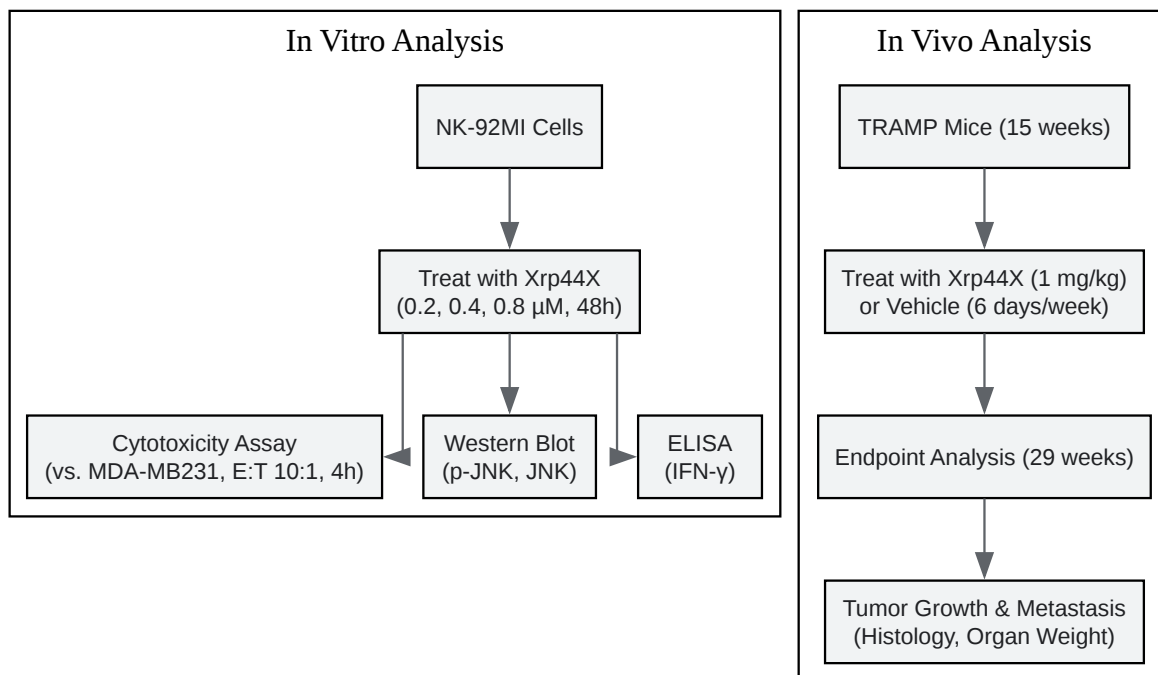 In Vitro Analysis
NK-92MI Cells
Treat with Xrp44X
(0.2, 0.4, 0.8 µM, 48h)
Cytotoxicity Assay
(vs. MDA-MB231, E:T 10:1, 4h)
Western Blot
(p-JNK, JNK)
ELISA
(IFN-γ)
In Vivo Analysis
TRAMP Mice (15 weeks)
Treat with Xrp44X (1 mg/kg)
or Vehicle (6 days/week)
Endpoint Analysis (29 weeks)
Tumor Growth & Metastasis
(Histology, Organ Weight)